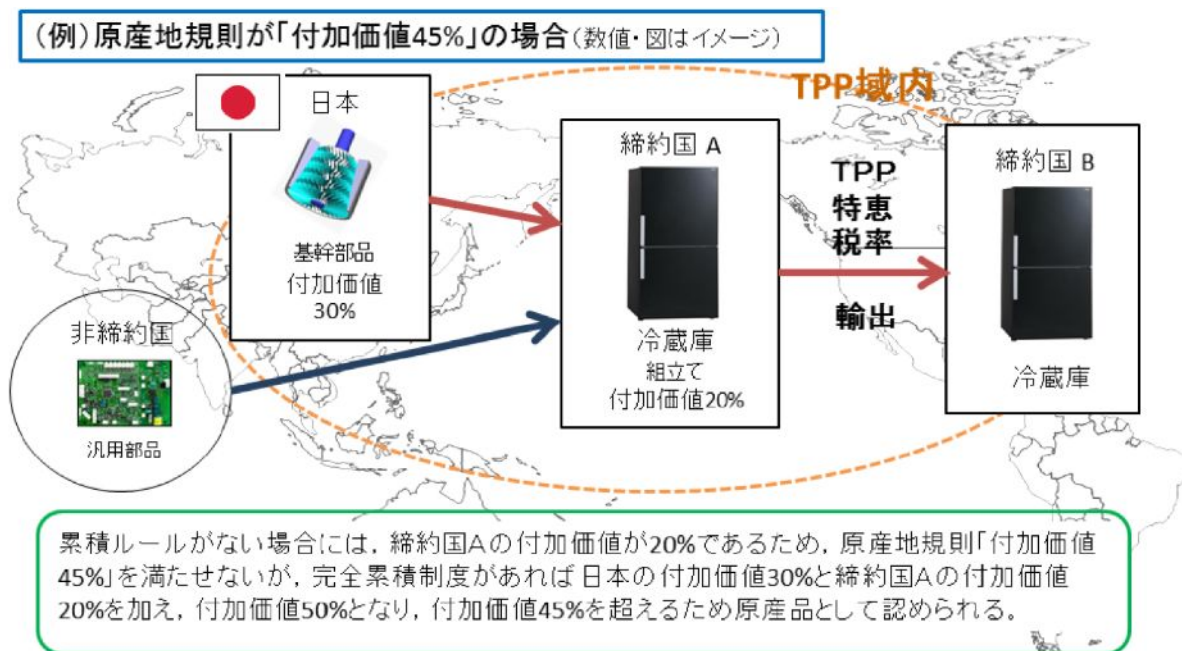 （例）原産地規則が「付加価値45%」の場合（数値・図はイメージ）
TPP域内
日本
基幹部品
付加価値
30%
非締約国
汎用部品
締約国 A
冷蔵庫
組立て
付加価値20%
TPP
特恵
税率
輸出
締約国 B
冷蔵庫
累積ルールがない場合には，締約国Aの付加価値が20%であるため，原産地規則「付加価値
45%」を満たせないが，完全累積制度があれば日本の付加価値30%と締約国Aの付加価値
20%を加え，付加価値50%となり，付加価値45%を超えるため原産品として認められる。